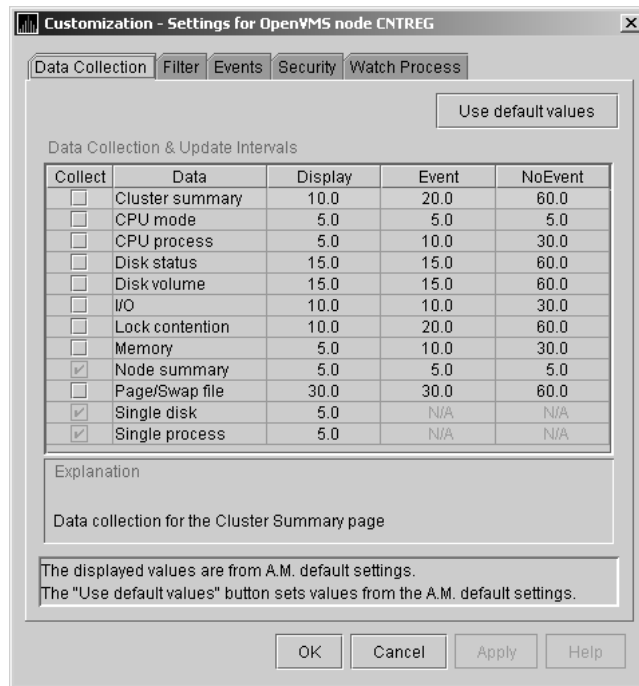 Customization - Settings for OpenVMS node CNTREG
Data Collection Filter Events Security Watch Process
Use default values
Data Collection & Update Intervals
Collect Data Display Event NoEvent
Cluster summary 10.0 20.0 60.0
CPU mode 5.0 5.0 5.0
CPU process 5.0 10.0 30.0
Disk status 15.0 15.0 60.0
Disk volume 15.0 15.0 60.0
I/O 10.0 10.0 30.0
Lock contention 10.0 20.0 60.0
Memory 5.0 10.0 30.0
Node summary 5.0 5.0 5.0
Page/Swap file 30.0 30.0 60.0
Single disk 5.0 N/A N/A
Single process 5.0 N/A N/A
Explanation
Data collection for the Cluster Summary page
The displayed values are from A.M. default settings.
The "Use default values" button sets values from the A.M. default settings.
OK Cancel Apply Help